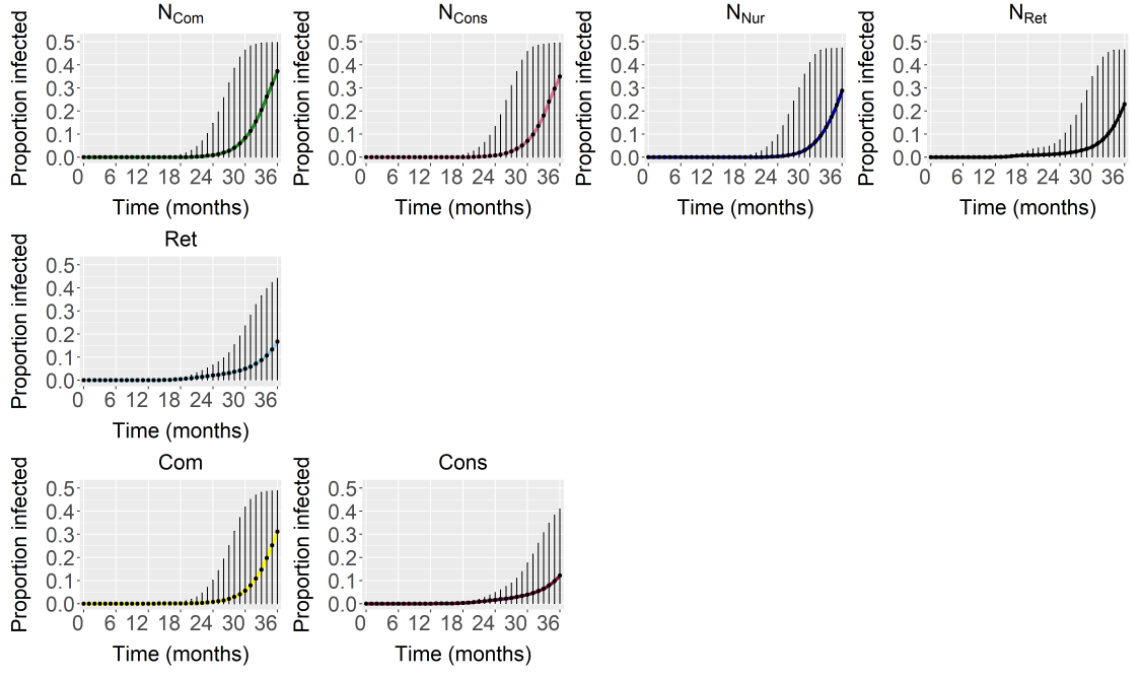 N_Com N_Cons N_Nur N_Ret
Proportion infected Proportion infected Proportion infected Proportion infected
0.5 0.5 0.5 0.5
0.4 0.4 0.4 0.4
0.3 0.3 0.3 0.3
0.2 0.2 0.2 0.2
0.1 0.1 0.1 0.1
0.0 0.0 0.0 0.0
0 6 12 18 24 30 36 0 6 12 18 24 30 36 0 6 12 18 24 30 36 0 6 12 18 24 30 36
Time (months) Time (months) Time (months) Time (months)
Ret
Proportion infected
0.5
0.4
0.3
0.2
0.1
0.0
0 6 12 18 24 30 36
Time (months)
Com Cons
Proportion infected Proportion infected
0.5 0.5
0.4 0.4
0.3 0.3
0.2 0.2
0.1 0.1
0.0 0.0
0 6 12 18 24 30 36 0 6 12 18 24 30 36
Time (months) Time (months)